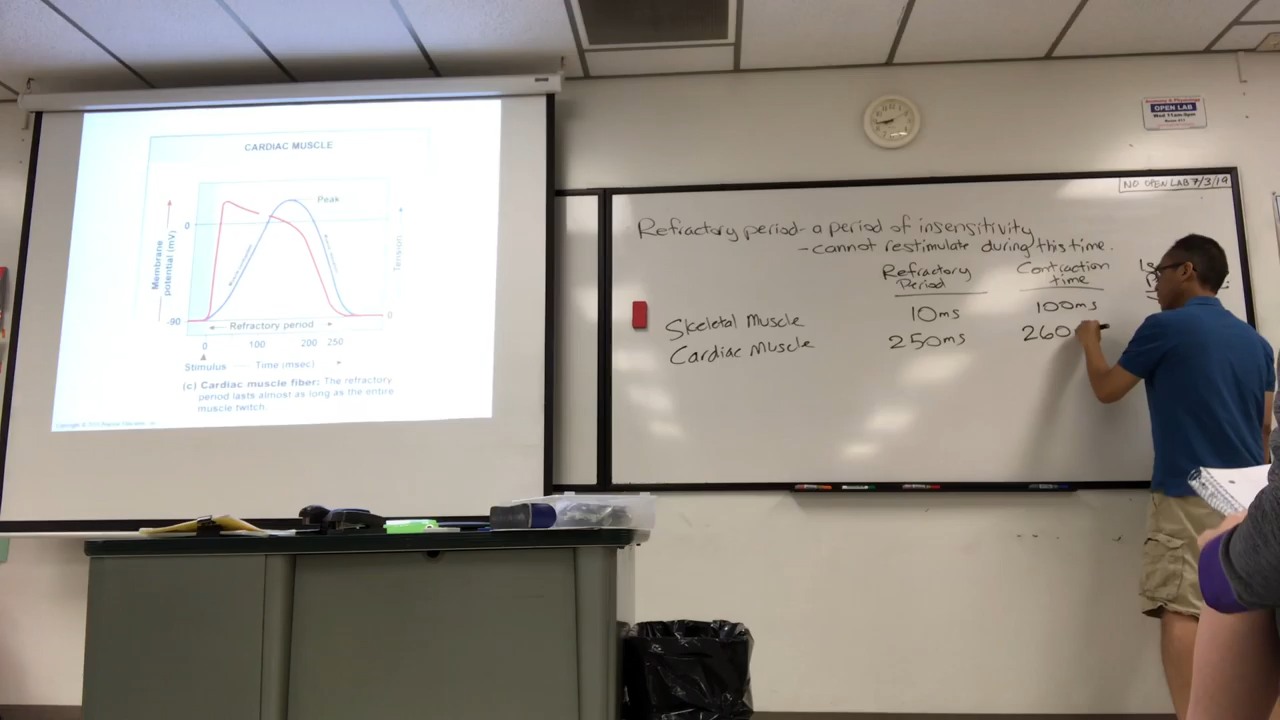 CARDIAC MUSCLE
Peak
0
Membrane
potential (mV)
Tension
-90
0
Refractory period
0 100 200 250
Stimulus
Time (msec)
(c) Cardiac muscle fiber: The refractory
period lasts almost as long as the entire
muscle twitch.
OPEN LAB
Wed 11am-5pm
NO OPEN LAB 7/3/19
Refractory period- a period of insensitivity
- cannot restimulate during this time.
Refractory Period
Contraction time
Skeletal Muscle 10ms 100ms
Cardiac Muscle 250ms 260